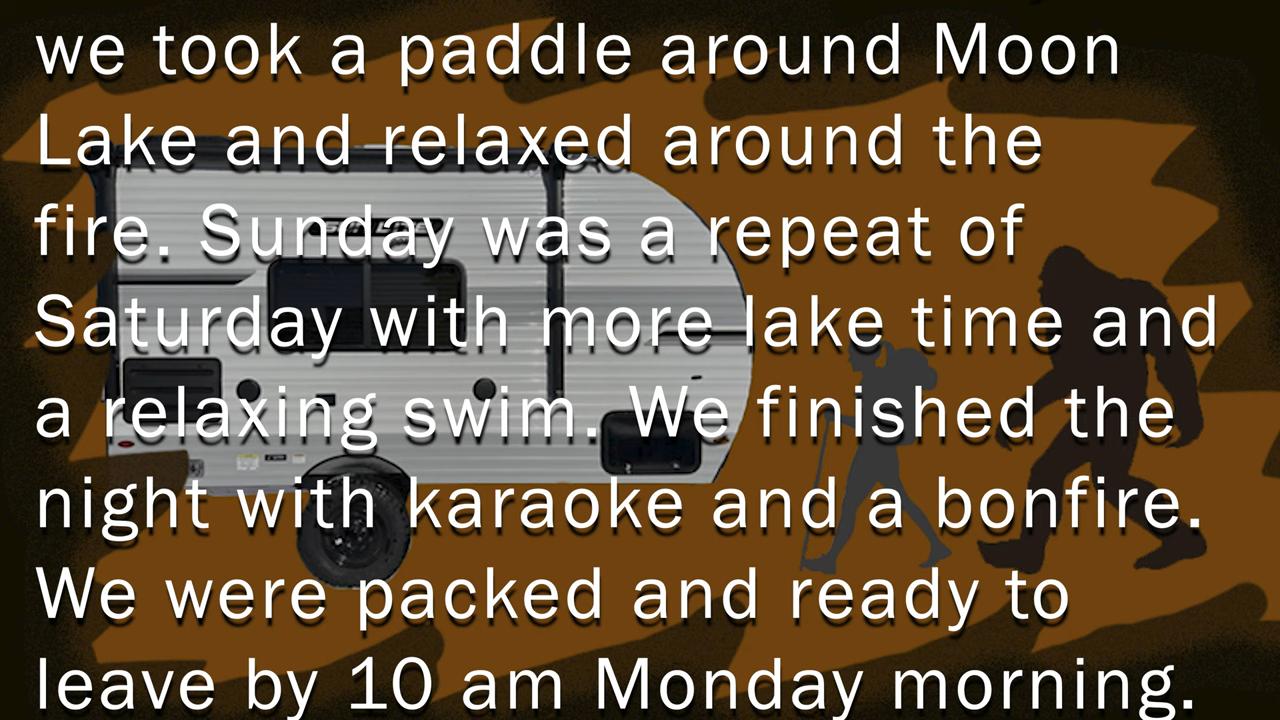 we took a paddle around Moon
Lake and relaxed around the
fire. Sunday was a repeat of
Saturday with more lake time and
a relaxing swim. We finished the
night with karaoke and a bonfire.
We were packed and ready to
leave by 10 am Monday morning.